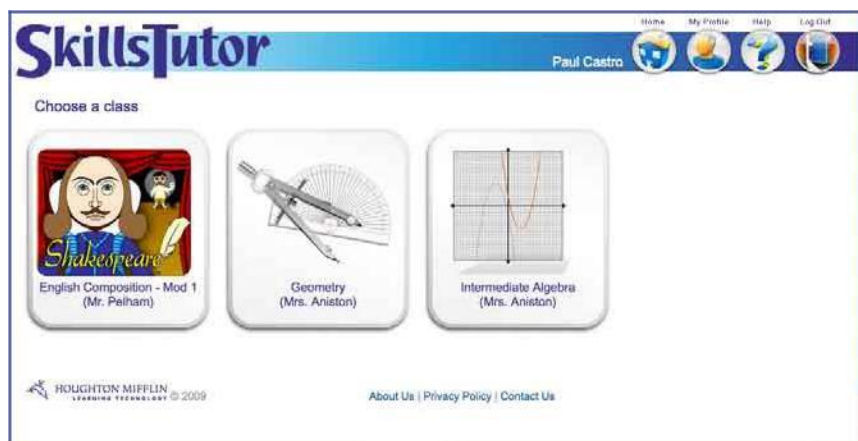 Home My Profile Help Log Out
SkillsTutor
Paul Castro
Choose a class
Shakespeare
English Composition - Mod 1
(Mr. Pelham)
Geometry
(Mrs. Aniston)
Intermediate Algebra
(Mrs. Aniston)
HOUGHTON MIFFLIN
LEARNING TECHNOLOGY © 2009
About Us | Privacy Policy | Contact Us